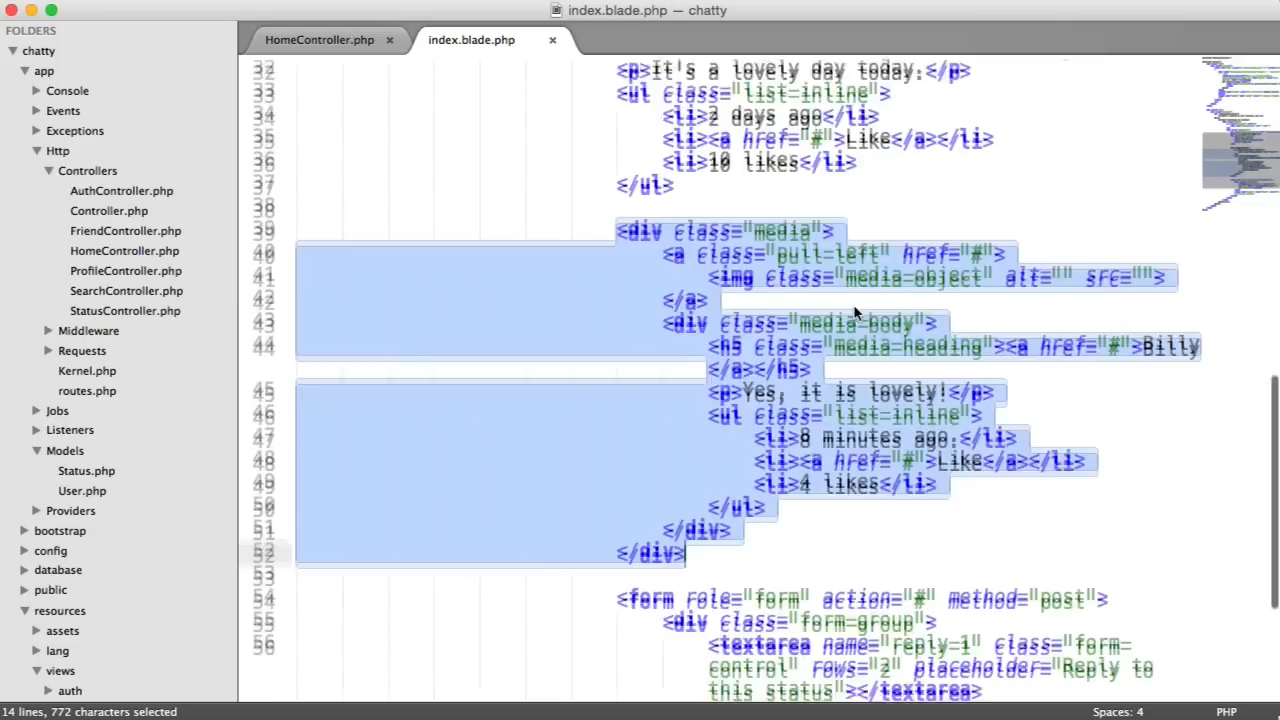 index.blade.php — chatty
FOLDERS
chatty
app
Console
Events
Exceptions
Http
Controllers
AuthController.php
Controller.php
FriendController.php
HomeController.php
ProfileController.php
SearchController.php
StatusController.php
Middleware
Requests
Kernel.php
routes.php
Jobs
Listeners
Models
Status.php
User.php
Providers
bootstrap
config
database
public
resources
assets
lang
views
auth
HomeController.php ×
index.blade.php ×
32 <p>It's a lovely day today.</p>
33 <ul class="list-inline">
34 <li>2 days ago</li>
35 <li><a href="#">Like</a></li>
36 <li>10 likes</li>
37 </ul>
38
39 <div class="media">
40 <a class="pull-left" href="#">
41 <img class="media-object" alt="" src="">
42 </a>
43 <div class="media-body">
44 <h5 class="media-heading"><a href="#">Billy
</a></h5>
45 <p>Yes, it is lovely!</p>
46 <ul class="list-inline">
47 <li>8 minutes ago.</li>
48 <li><a href="#">Like</a></li>
49 <li>4 likes</li>
50 </ul>
51 </div>
52 </div>
53
54 <form role="form" action="#" method="post">
55 <div class="form-group">
56 <textarea name="reply-1" class="form-
control" rows="2" placeholder="Reply to
this status"></textarea>
14 lines, 772 characters selected
Spaces: 4
PHP